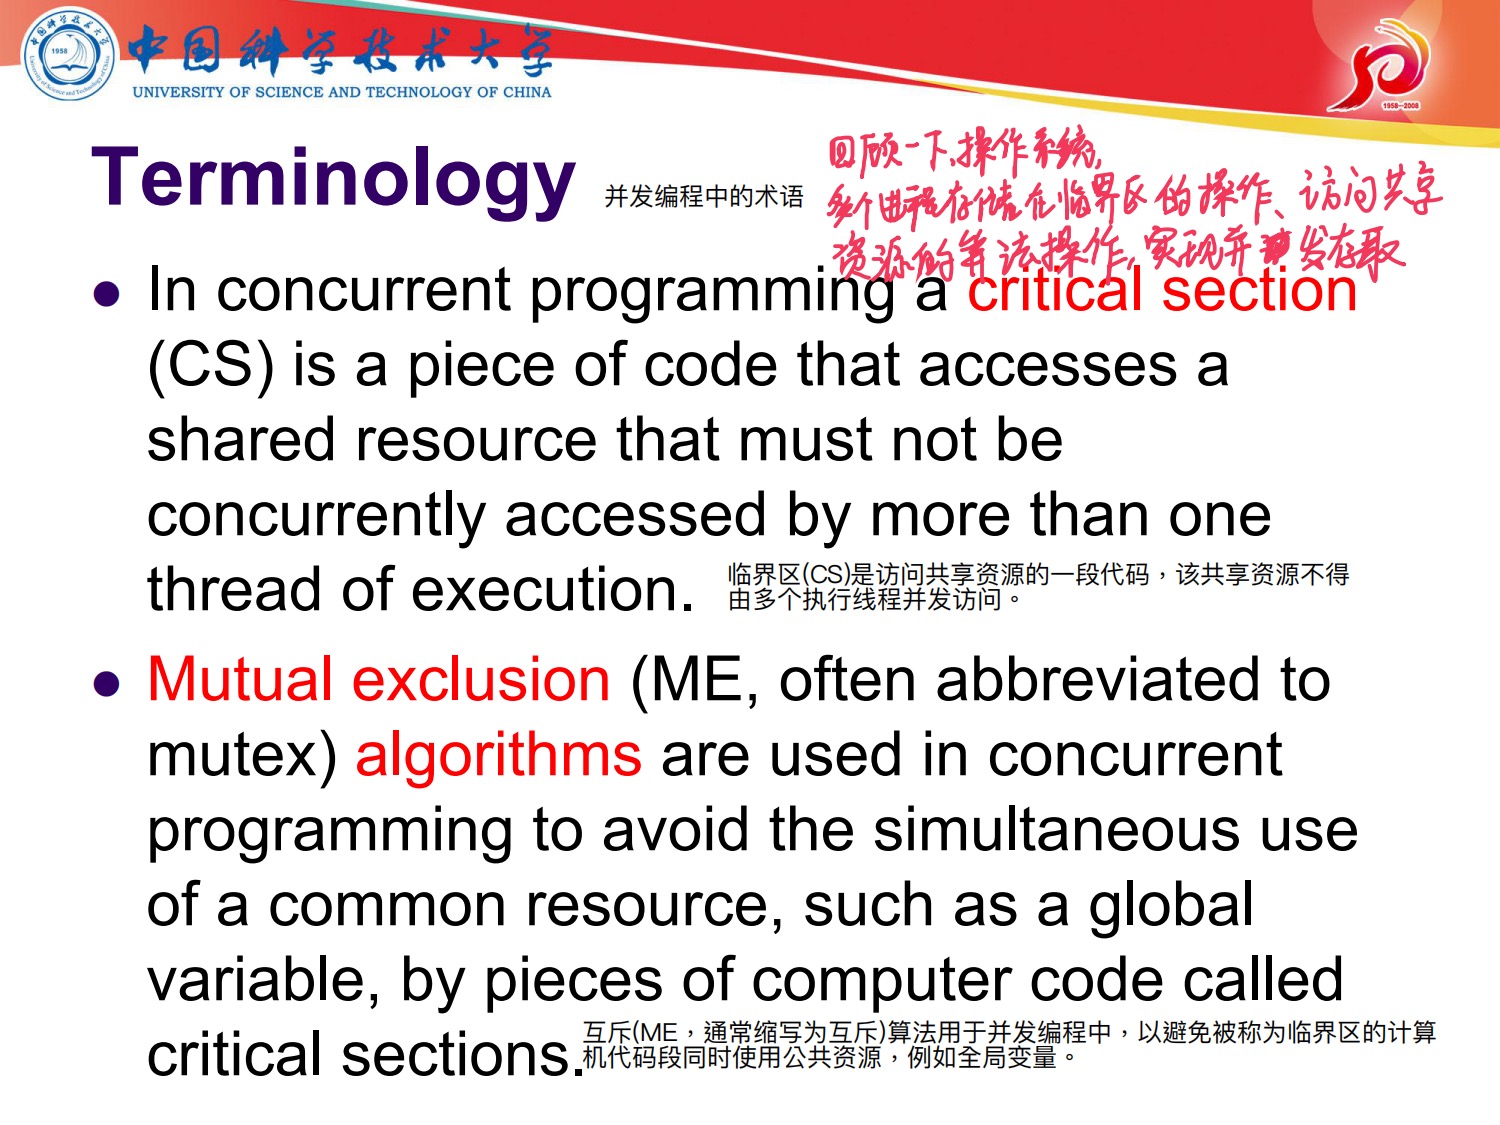 中国科学技术大学
UNIVERSITY OF SCIENCE AND TECHNOLOGY OF CHINA
1958
1958-2008
Terminology
并发编程中的术语
回顾一下,操作系统,
多个进程存储在临界区的操作、访问共享
资源的算法操作,实现并发存取
In concurrent programming a critical section
(CS) is a piece of code that accesses a
shared resource that must not be
concurrently accessed by more than one
thread of execution.
临界区(CS)是访问共享资源的一段代码，该共享资源不得
由多个执行线程并发访问。
Mutual exclusion (ME, often abbreviated to
mutex) algorithms are used in concurrent
programming to avoid the simultaneous use
of a common resource, such as a global
variable, by pieces of computer code called
critical sections.
互斥(ME，通常缩写为互斥)算法用于并发编程中，以避免被称为临界区的计算
机代码段同时使用公共资源，例如全局变量。